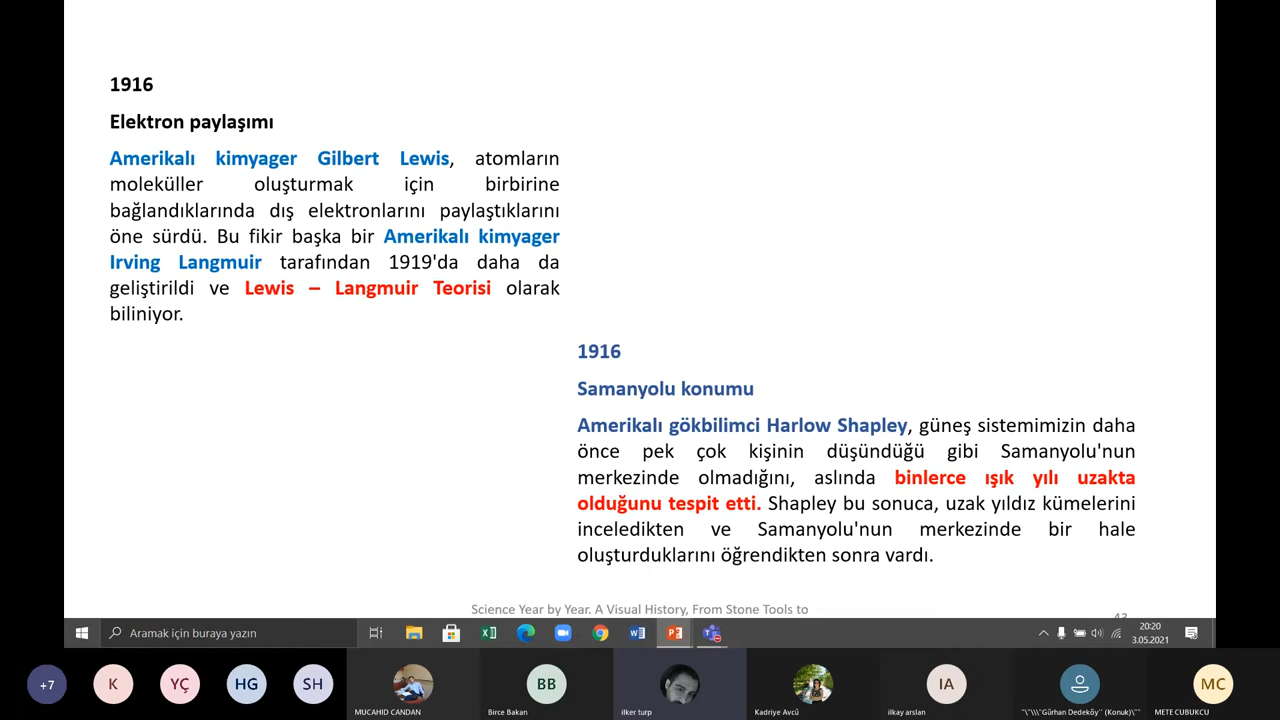 1916
Elektron paylaşımı
Amerikalı kimyager Gilbert Lewis, atomların
moleküller oluşturmak için birbirine
bağlandıklarında dış elektronlarını paylaştıklarını
öne sürdü. Bu fikir başka bir Amerikalı kimyager
Irving Langmuir tarafından 1919'da daha da
geliştirildi ve Lewis – Langmuir Teorisi olarak
biliniyor.
1916
Samanyolu konumu
Amerikalı gökbilimci Harlow Shapley, güneş sistemimizin daha
önce pek çok kişinin düşündüğü gibi Samanyolu'nun
merkezinde olmadığını, aslında binlerce ışık yılı uzakta
olduğunu tespit etti. Shapley bu sonuca, uzak yıldız kümelerini
inceledikten ve Samanyolu'nun merkezinde bir hale
oluşturduklarını öğrendikten sonra vardı.
Science Year by Year. A Visual History, From Stone Tools to
43
Aramak için buraya yazın
20:20
3.05.2021
+7
K
YÇ
HG
SH
MUCAHID CANDAN
BB
Birce Bakan
ilker turp
Kadriye Avcü
IA
ilkay arslan
"\"\\\"Gürhan Dedeköy" (Konuk)\""
MC
METE CUBUKCU